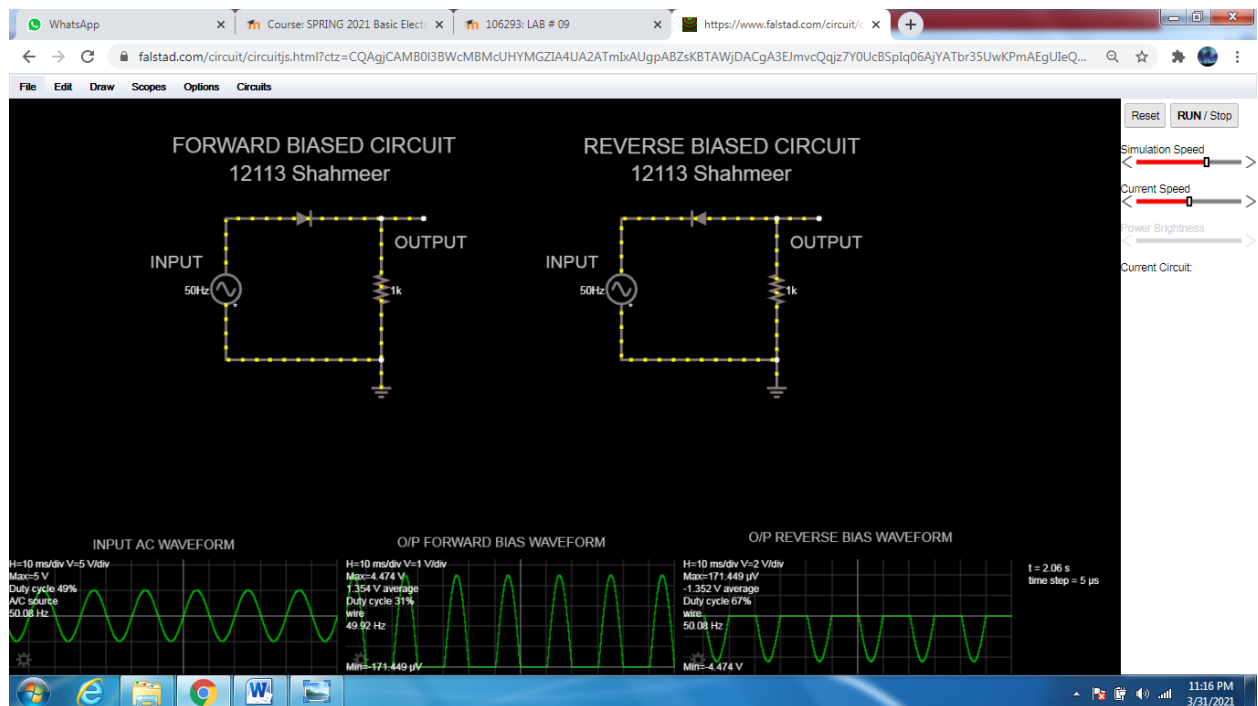 WhatsApp
Course: SPRING 2021 Basic Electr
106293: LAB # 09
https://www.falstad.com/circuit/c
falstad.com/circuit/circuitjs.html?ctz=
File Edit Draw Scopes Options Circuits
Reset RUN / Stop
Simulation Speed
Current Speed
Power Brightness
Current Circuit:
FORWARD BIASED CIRCUIT
12113 Shahmeer
INPUT
50Hz
OUTPUT
1k
REVERSE BIASED CIRCUIT
12113 Shahmeer
INPUT
50Hz
OUTPUT
1k
INPUT AC WAVEFORM
H=10 ms/div V=5 V/div
Max=5 V
Duty cycle 49%
A/C source
50.08 Hz
O/P FORWARD BIAS WAVEFORM
H=10 ms/div V=1 V/div
Max=4.474 V
1.354 V average
Duty cycle 31%
wire
49.92 Hz
Min=-171.449 µV
O/P REVERSE BIAS WAVEFORM
H=10 ms/div V=2 V/div
Max=171.449 µV
-1.352 V average
Duty cycle 67%
wire
50.08 Hz
Min=-4.474 V
t = 2.06 s
time step = 5 µs
11:16 PM
3/31/2021